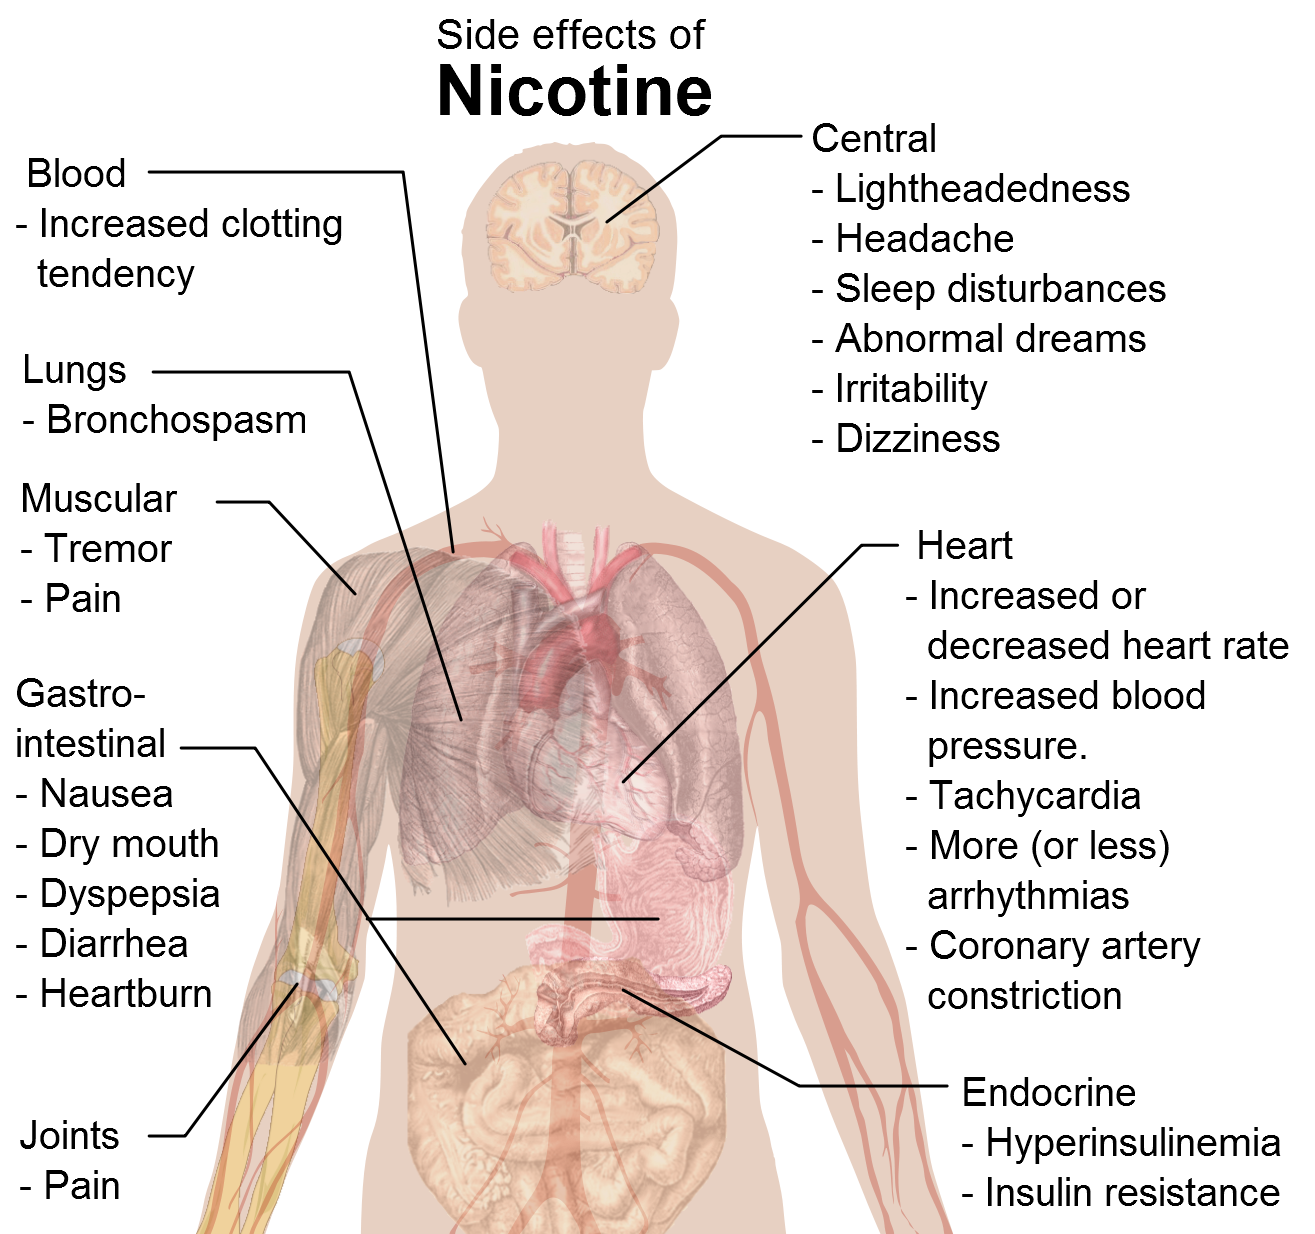 Side effects of
Nicotine
Blood
- Increased clotting
tendency
Lungs
- Bronchospasm
Muscular
- Tremor
- Pain
Gastro-
intestinal
- Nausea
- Dry mouth
- Dyspepsia
- Diarrhea
- Heartburn
Joints
- Pain
Central
- Lightheadedness
- Headache
- Sleep disturbances
- Abnormal dreams
- Irritability
- Dizziness
Heart
- Increased or
decreased heart rate
- Increased blood
pressure.
- Tachycardia
- More (or less)
arrhythmias
- Coronary artery
constriction
Endocrine
- Hyperinsulinemia
- Insulin resistance